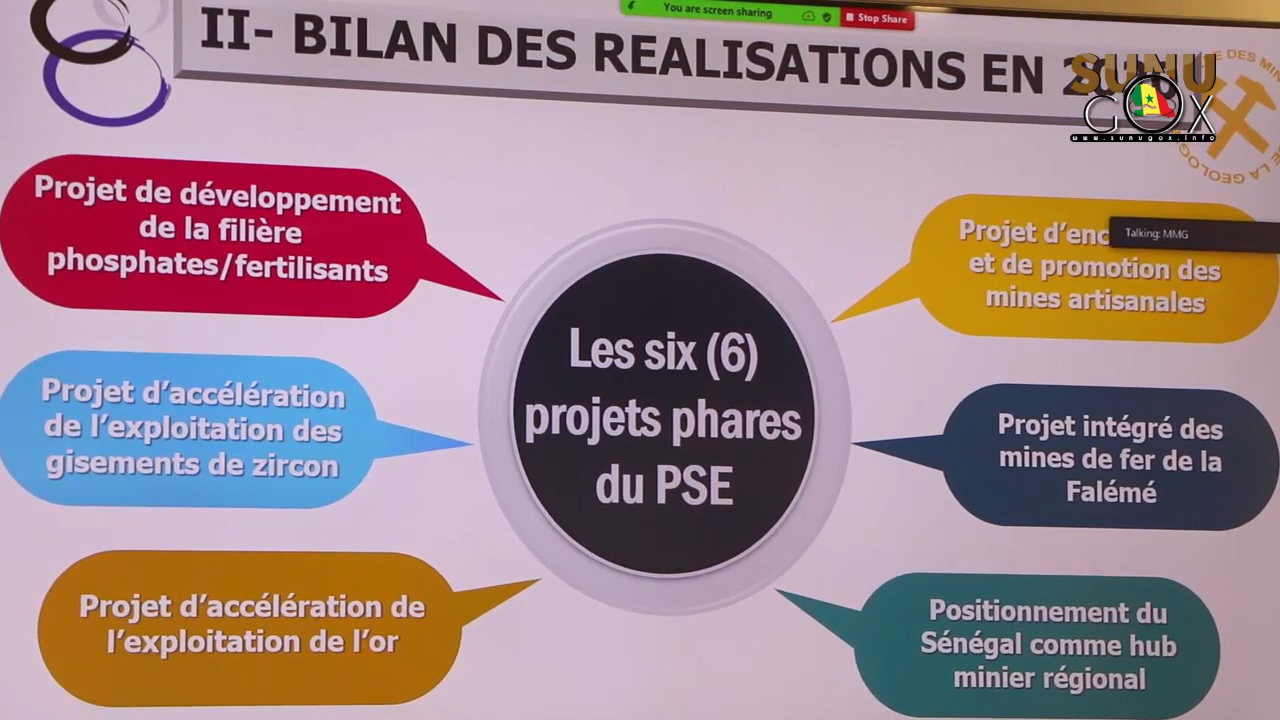 You are screen sharing
Stop Share
II- BILAN DES REALISATIONS EN
SUNU
GOX
www.sunugox.info
Projet de développement
de la filière
phosphates/fertilisants
Projet d'accélération
de l'exploitation des
gisements de zircon
Projet d'accélération de
l'exploitation de l'or
Les six (6)
projets phares
du PSE
Talking: MMG
Projet
et de promotion des
mines artisanales
Projet intégré des
mines de fer de la
Falémé
Positionnement du
Sénégal comme hub
minier régional
DE LA GEOLOG